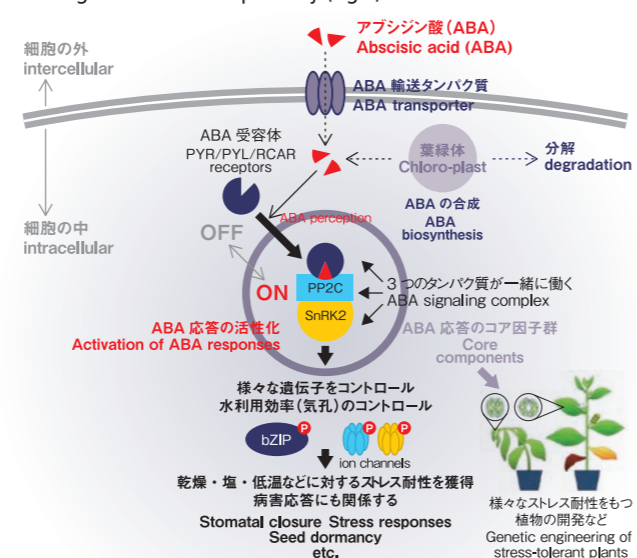 アブシジン酸（ABA）
Abscisic acid (ABA)
細胞の外
intercellular
ABA 輸送タンパク質
ABA transporter
ABA 受容体
PYR/PYL/RCAR
receptors
葉緑体
Chloro-plast
分解
degradation
ABA の合成
ABA
biosynthesis
細胞の中
intracellular
ABA perception
OFF
ON
PP2C
SnRK2
3 つのタンパク質が一緒に働く
ABA signaling complex
ABA 応答の活性化
Activation of ABA responses
ABA 応答のコア因子群
Core
components
様々な遺伝子をコントロール
水利用効率（気孔）のコントロール
bZIP
P
P
P
ion channels
乾燥・塩・低温などに対するストレス耐性を獲得
病害応答にも関係する
Stomatal closure Stress responses
Seed dormancy
etc.
様々なストレス耐性をもつ
植物の開発など
Genetic engineering of
stress-tolerant plants